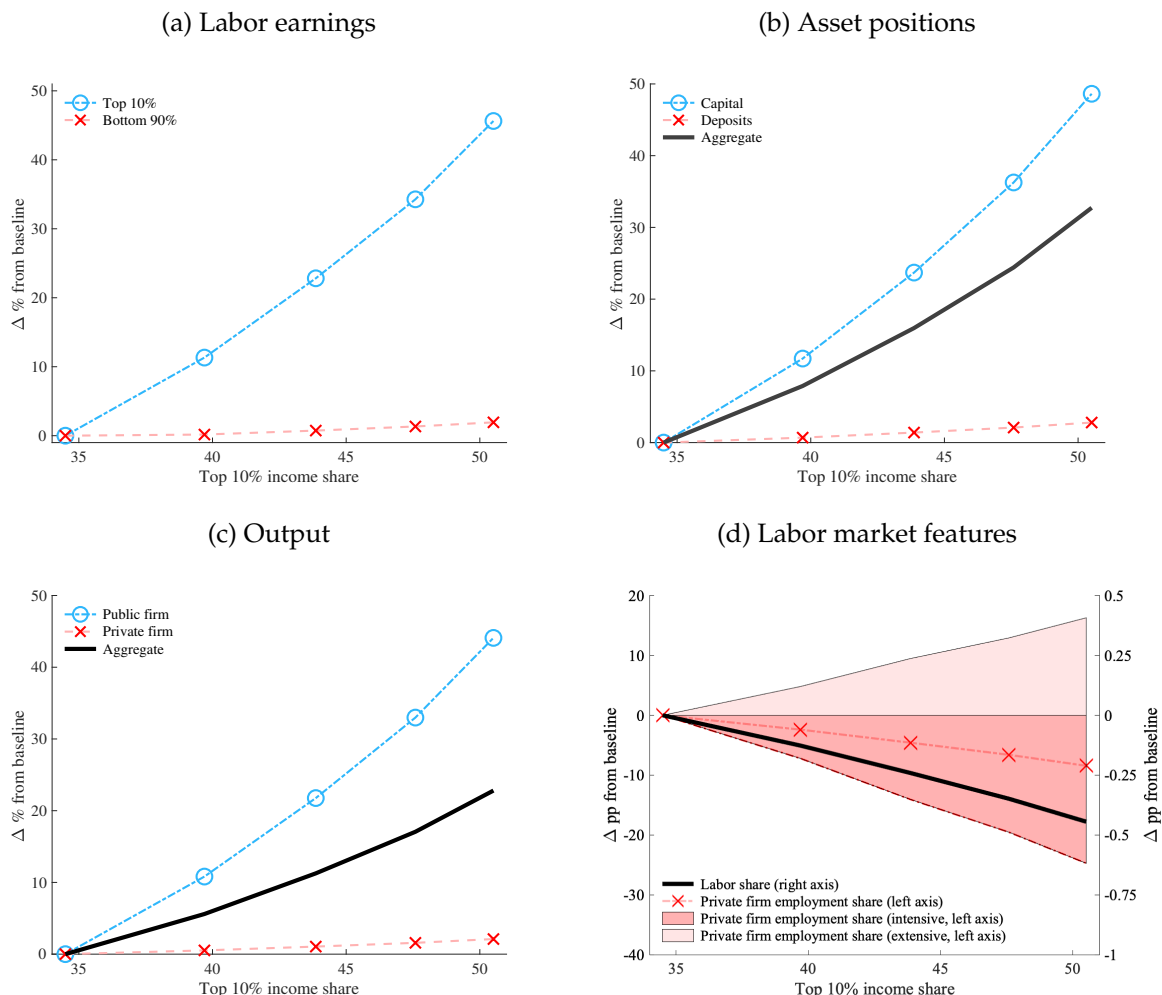 (a) Labor earnings
50
40
30
20
10
0
Δ % from baseline
Top 10%
Bottom 90%
35
40
45
50
Top 10% income share
(b) Asset positions
50
40
30
20
10
0
Δ % from baseline
Capital
Deposits
Aggregate
35
40
45
50
Top 10% income share
(c) Output
50
40
30
20
10
0
Δ % from baseline
Public firm
Private firm
Aggregate
35
40
45
50
Top 10% income share
(d) Labor market features
20
10
0
-10
-20
-30
-40
Δ pp from baseline
0.5
0.25
0
-0.25
-0.5
-0.75
-1
Δ pp from baseline
Labor share (right axis)
Private firm employment share (left axis)
Private firm employment share (intensive, left axis)
Private firm employment share (extensive, left axis)
35
40
45
50
Top 10% income share